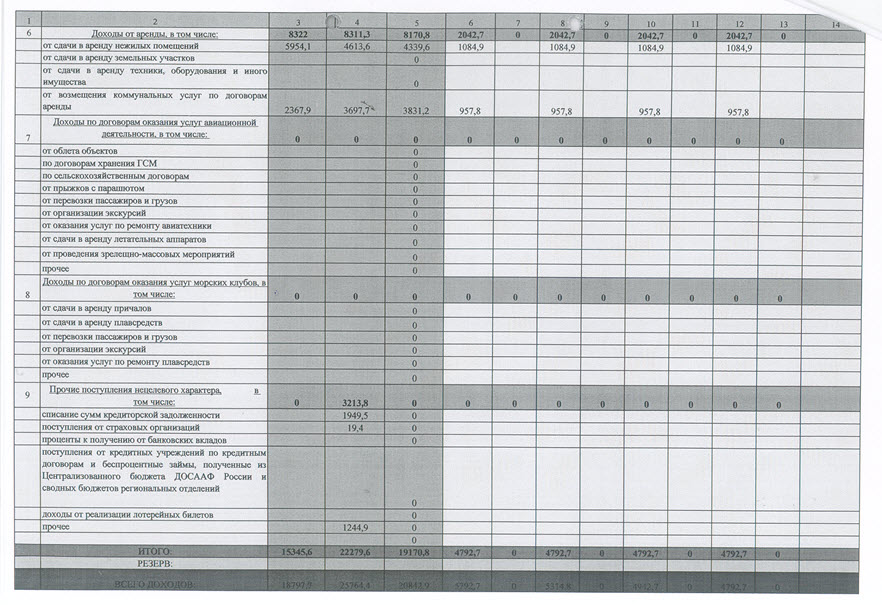 1 2 3 4 5 6 7 8 9 10 11 12 13 14
6 Доходы от аренды, в том числе: 8322 8311,3 8170,8 2042,7 0 2042,7 0 2042,7 0 2042,7 0
от сдачи в аренду нежилых помещений 5954,1 4613,6 4339,6 1084,9 1084,9 1084,9 1084,9
от сдачи в аренду земельных участков 0
от сдачи в аренду техники, оборудования и иного
имущества 0
от возмещения коммунальных услуг по договорам
аренды 2367,9 3697,7 3831,2 957,8 957,8 957,8 957,8
Доходы по договорам оказания услуг авиационной
7 деятельности, в том числе: 0 0 0 0 0 0 0 0 0 0 0
от облета объектов 0
по договорам хранения ГСМ 0
по сельскохозяйственным договорам 0
от прыжков с парашютом 0
от перевозки пассажиров и грузов 0
от организации экскурсий 0
от оказания услуг по ремонту авиатехники 0
от сдачи в аренду летательных аппаратов 0
от проведения зрелищно-массовых мероприятий 0
прочее 0
Доходы по договорам оказания услуг морских клубов, в
8 том числе: 0 0 0 0 0 0 0 0 0 0 0
от сдачи в аренду причалов 0
от сдачи в аренду плавсредств 0
от перевозки пассажиров и грузов 0
от организации экскурсий 0
от оказания услуг по ремонту плавсредств 0
прочее 0
Прочие поступления нецелевого характера, в
9 том числе: 0 3213,8 0 0 0 0 0 0 0 0 0
списание сумм кредиторской задолженности 1949,5 0
поступления от страховых организаций 19,4 0
проценты к получению от банковских вкладов 0
поступления от кредитных учреждений по кредитным
договорам и беспроцентные займы, полученные из
Централизованного бюджета ДОСААФ России и
сводных бюджетов региональных отделений
0
доходы от реализации лотерейных билетов 0
прочее 1244,9 0
0
ИТОГО: 15345,6 22279,6 19170,8 4792,7 0 4792,7 0 4792,7 0 4792,7 0
РЕЗЕРВ:
ВСЕГО ДОХОДОВ: 4792,7 0 0 0 4792,7 0